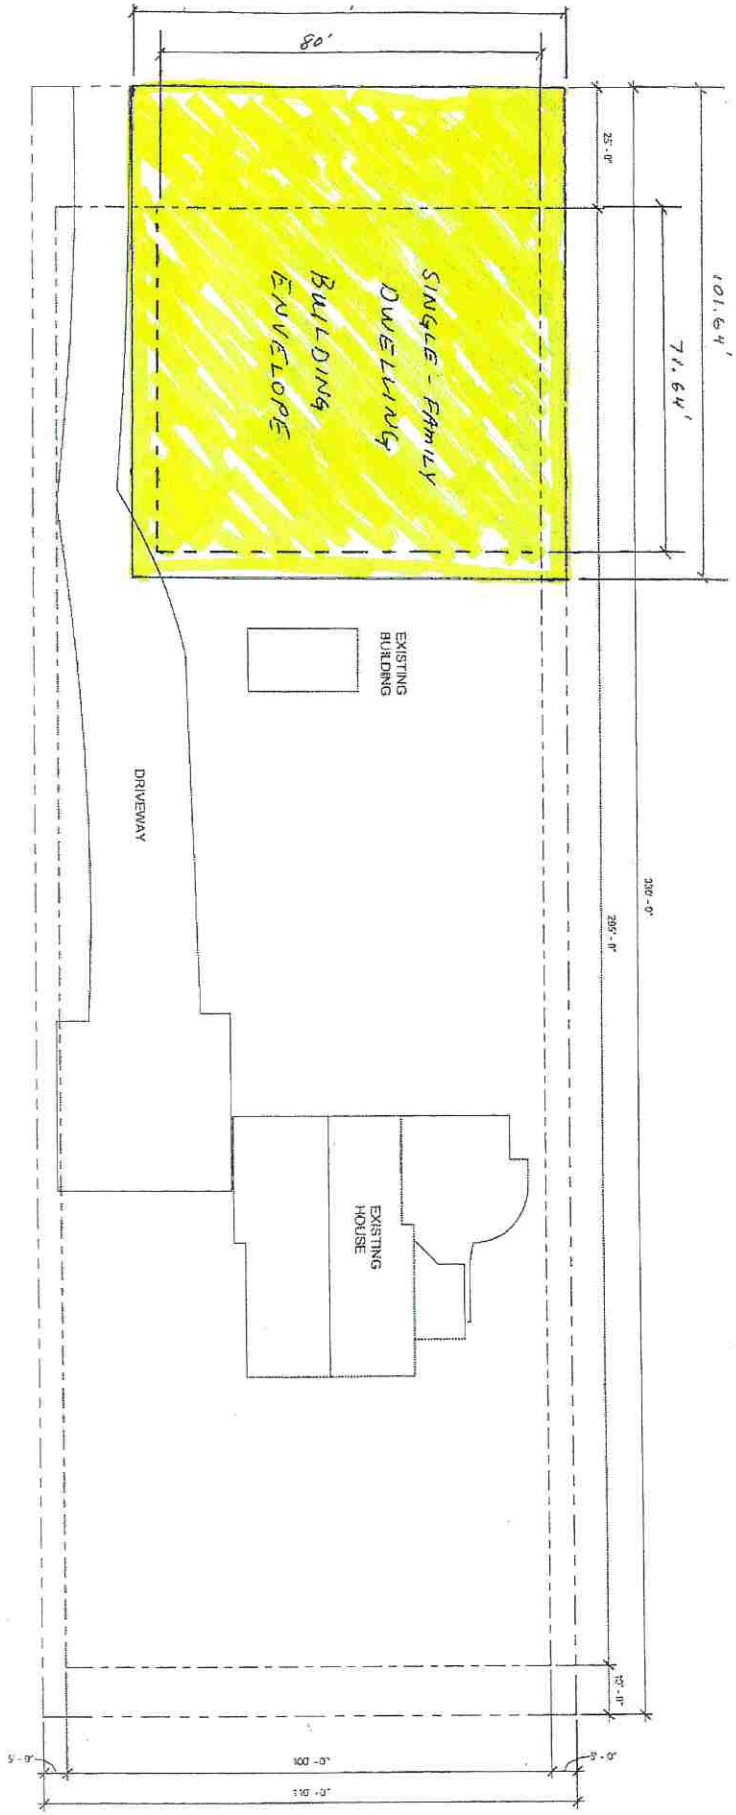 80'
25' - 0"
101.64'
71.64'
SINGLE - FAMILY
DWELLING
BUILDING
ENVELOPE
EXISTING
BUILDING
DRIVEWAY
330' - 0"
295' - 0"
EXISTING
HOUSE
10' - 0"
5' - 0"
100' - 0"
5' - 0"
110' - 0"